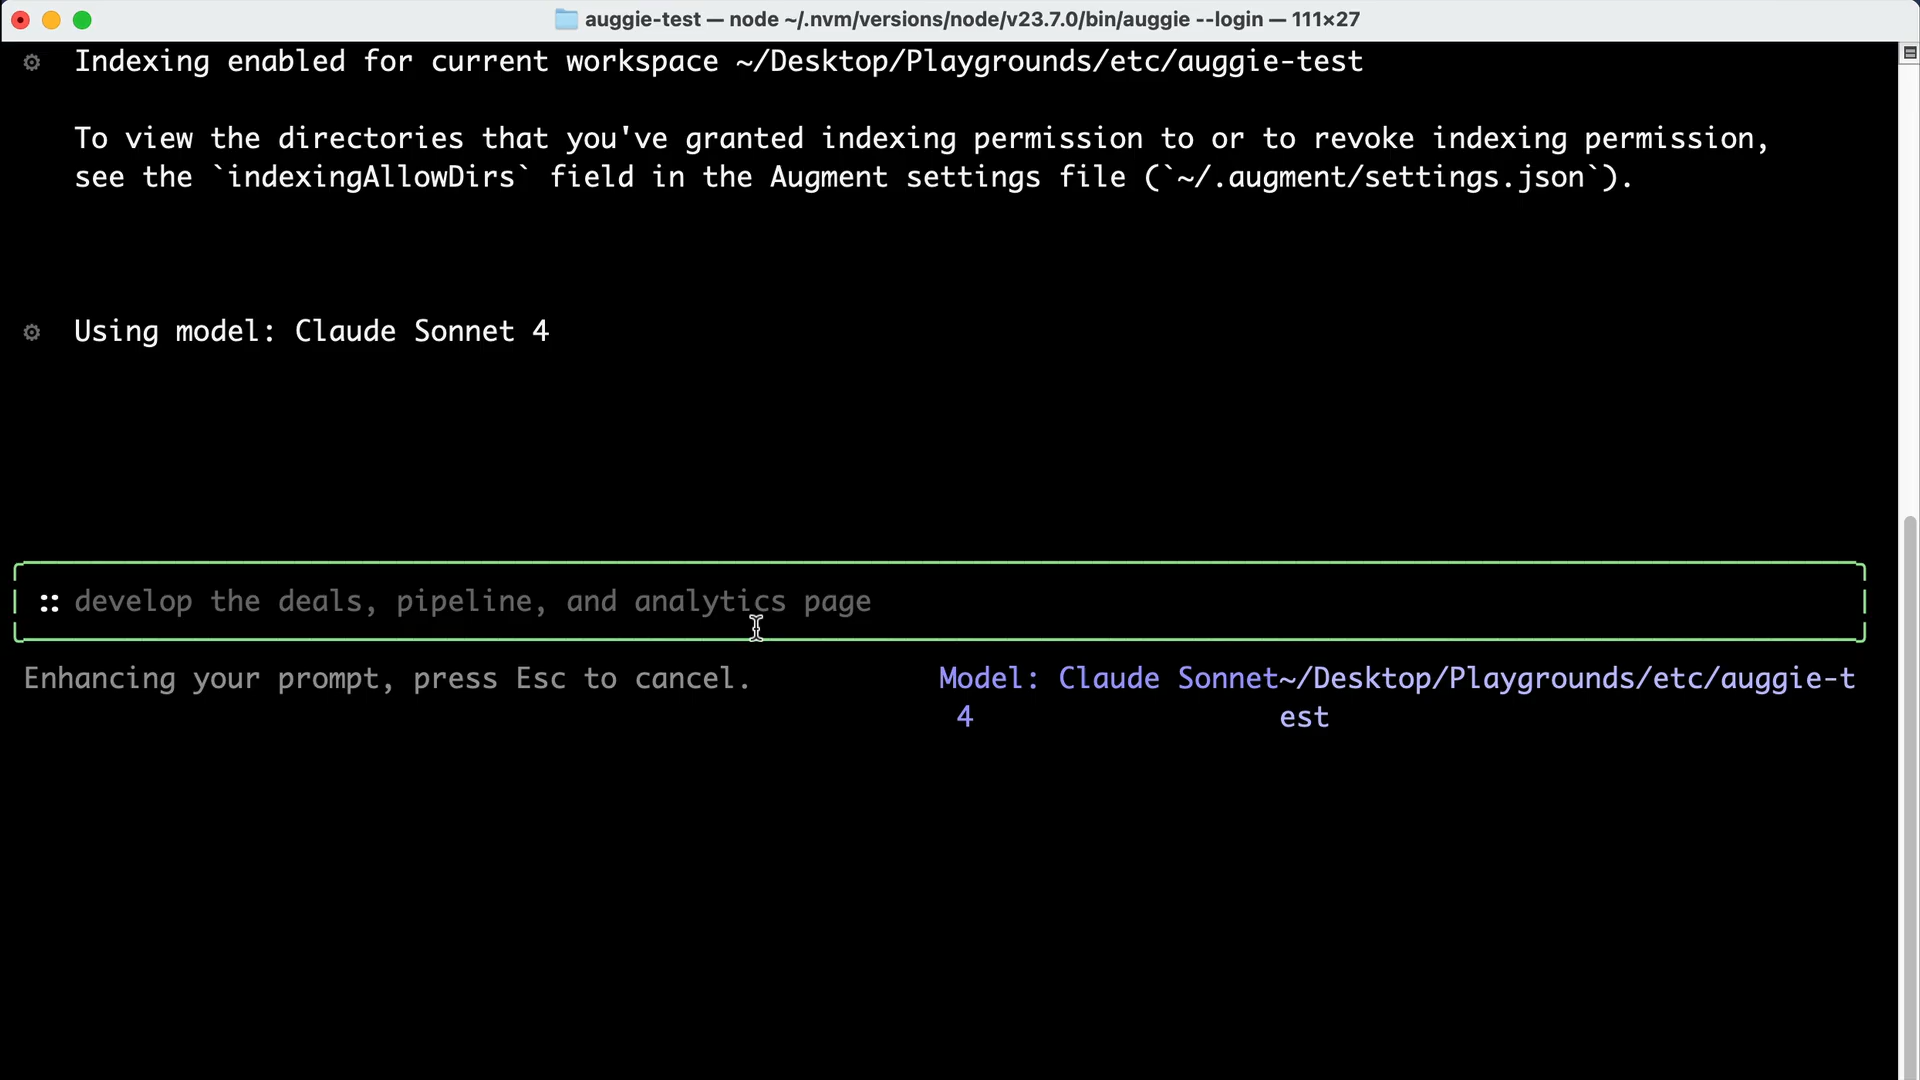 auggie-test — node ~/.nvm/versions/node/v23.7.0/bin/auggie --login — 111×27
Indexing enabled for current workspace ~/Desktop/Playgrounds/etc/auggie-test
To view the directories that you've granted indexing permission to or to revoke indexing permission,
see the `indexingAllowDirs` field in the Augment settings file (`~/.augment/settings.json`).
Using model: Claude Sonnet 4
:: develop the deals, pipeline, and analytics page
Enhancing your prompt, press Esc to cancel. Model: Claude Sonnet~/Desktop/Playgrounds/etc/auggie-t
4 est